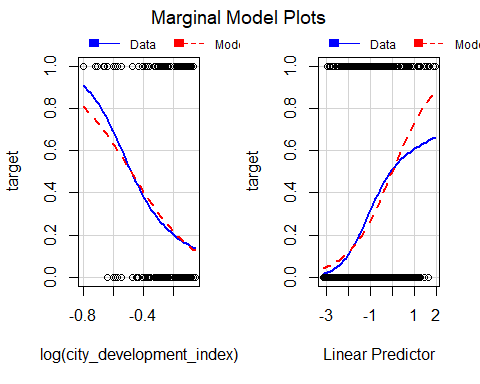 Marginal Model Plots
Data Mode
Data Mode
target
1.0
0.8
0.6
0.4
0.2
0.0
-0.8 -0.4
log(city_development_index)
target
1.0
0.8
0.6
0.4
0.2
0.0
-3 -1 1 2
Linear Predictor